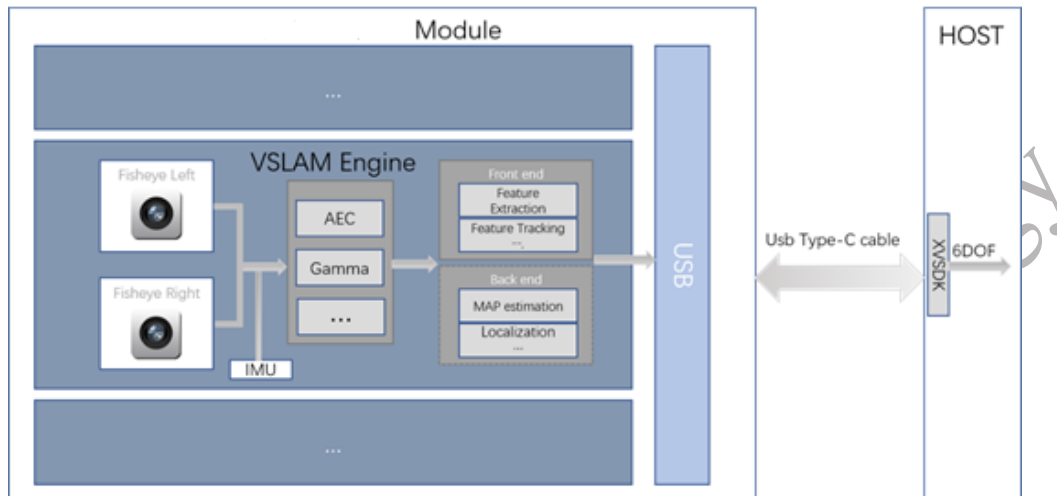 Module
HOST
...
VSLAM Engine
Fisheye Left
Fisheye Right
IMU
AEC
Gamma
...
Front end
Feature
Extraction
Feature Tracking
...
Back end
MAP estimation
Localization
...
USB
Usb Type-C cable
XVSDK
6DOF
...